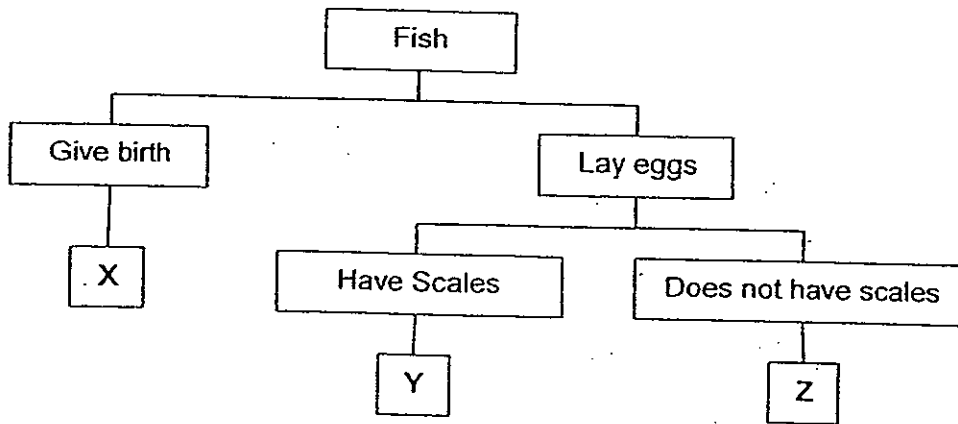 Fish
Give birth
Lay eggs
X
Have Scales
Does not have scales
Y
Z